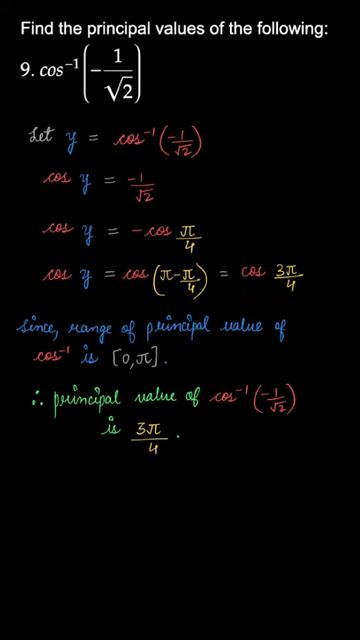 Find the principal values of the following:
9. cos⁻¹(−1/√2)
Let y = cos⁻¹(−1/√2)
cos y = −1/√2
cos y = −cos π/4
cos y = cos(π−π/4) = cos 3π/4
Since, range of principal value of
cos⁻¹ is [0,π].
∴ principal value of cos⁻¹(−1/√2)
is 3π/4 .